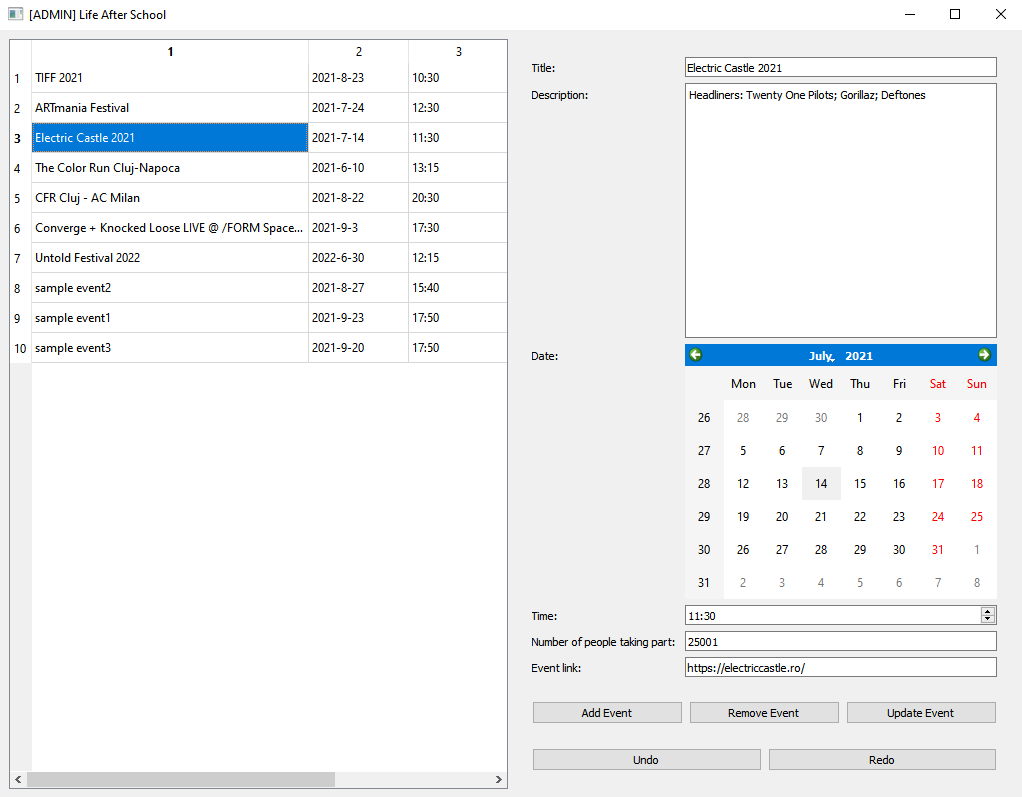 [ADMIN] Life After School
1 2 3
1 TIFF 2021 2021-8-23 10:30
2 ARTmania Festival 2021-7-24 12:30
3 Electric Castle 2021 2021-7-14 11:30
4 The Color Run Cluj-Napoca 2021-6-10 13:15
5 CFR Cluj - AC Milan 2021-8-22 20:30
6 Converge + Knocked Loose LIVE @ /FORM Space... 2021-9-3 17:30
7 Untold Festival 2022 2022-6-30 12:15
8 sample event2 2021-8-27 15:40
9 sample event1 2021-9-23 17:50
10 sample event3 2021-9-20 17:50
Title: Electric Castle 2021
Description: Headliners: Twenty One Pilots; Gorillaz; Deftones
Date: July, 2021
Mon Tue Wed Thu Fri Sat Sun
26 28 29 30 1 2 3 4
27 5 6 7 8 9 10 11
28 12 13 14 15 16 17 18
29 19 20 21 22 23 24 25
30 26 27 28 29 30 31 1
31 2 3 4 5 6 7 8
Time: 11:30
Number of people taking part: 25001
Event link: https://electriccastle.ro/
Add Event Remove Event Update Event
Undo Redo